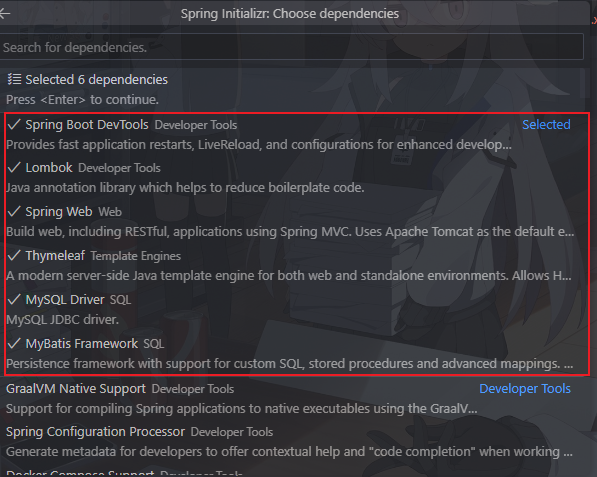 Spring Initializr: Choose dependencies
Search for dependencies.
Selected 6 dependencies
Press <Enter> to continue.
Spring Boot DevTools Developer Tools Selected
Provides fast application restarts, LiveReload, and configurations for enhanced develop...
Lombok Developer Tools
Java annotation library which helps to reduce boilerplate code.
Spring Web Web
Build web, including RESTful, applications using Spring MVC. Uses Apache Tomcat as the default e...
Thymeleaf Template Engines
A modern server-side Java template engine for both web and standalone environments. Allows H...
MySQL Driver SQL
MySQL JDBC driver.
MyBatis Framework SQL
Persistence framework with support for custom SQL, stored procedures and advanced mappings. ...
GraalVM Native Support Developer Tools Developer Tools
Support for compiling Spring applications to native executables using the GraalV...
Spring Configuration Processor Developer Tools
Generate metadata for developers to offer contextual help and "code completion" when working ...
Docker Compose Support Developer Tools